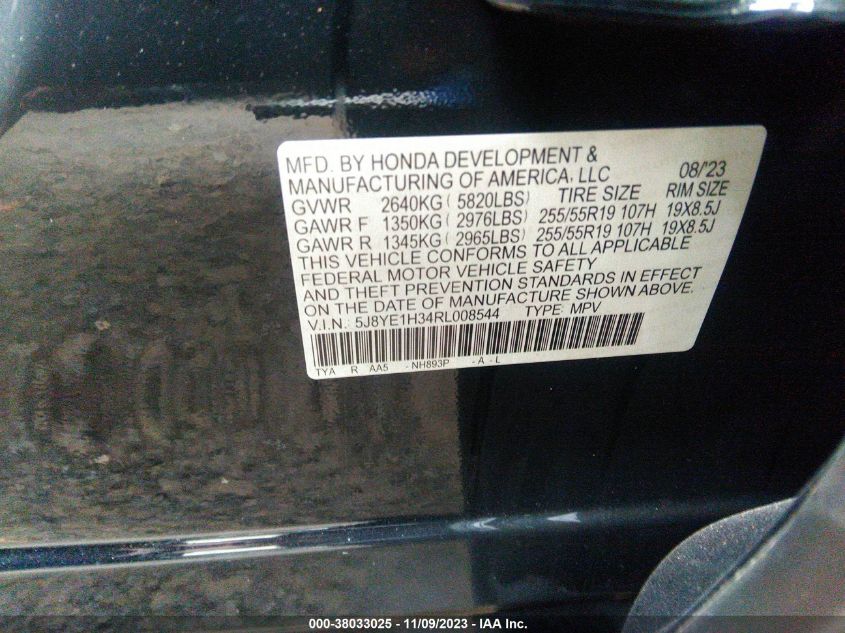 MFD. BY HONDA DEVELOPMENT & 08/'23
MANUFACTURING OF AMERICA, LLC
GVWR 2640KG ( 5820LBS) TIRE SIZE RIM SIZE
GAWR F 1350KG ( 2976LBS) 255/55R19 107H 19X8.5J
GAWR R 1345KG ( 2965LBS) 255/55R19 107H 19X8.5J
THIS VEHICLE CONFORMS TO ALL APPLICABLE
FEDERAL MOTOR VEHICLE SAFETY
AND THEFT PREVENTION STANDARDS IN EFFECT
ON THE DATE OF MANUFACTURE SHOWN ABOVE.
V.I.N.: 5J8YE1H34RL008544 TYPE: MPV
TYA R AA5 -NH893P -A-L
000-38033025 - 11/09/2023 - IAA Inc.